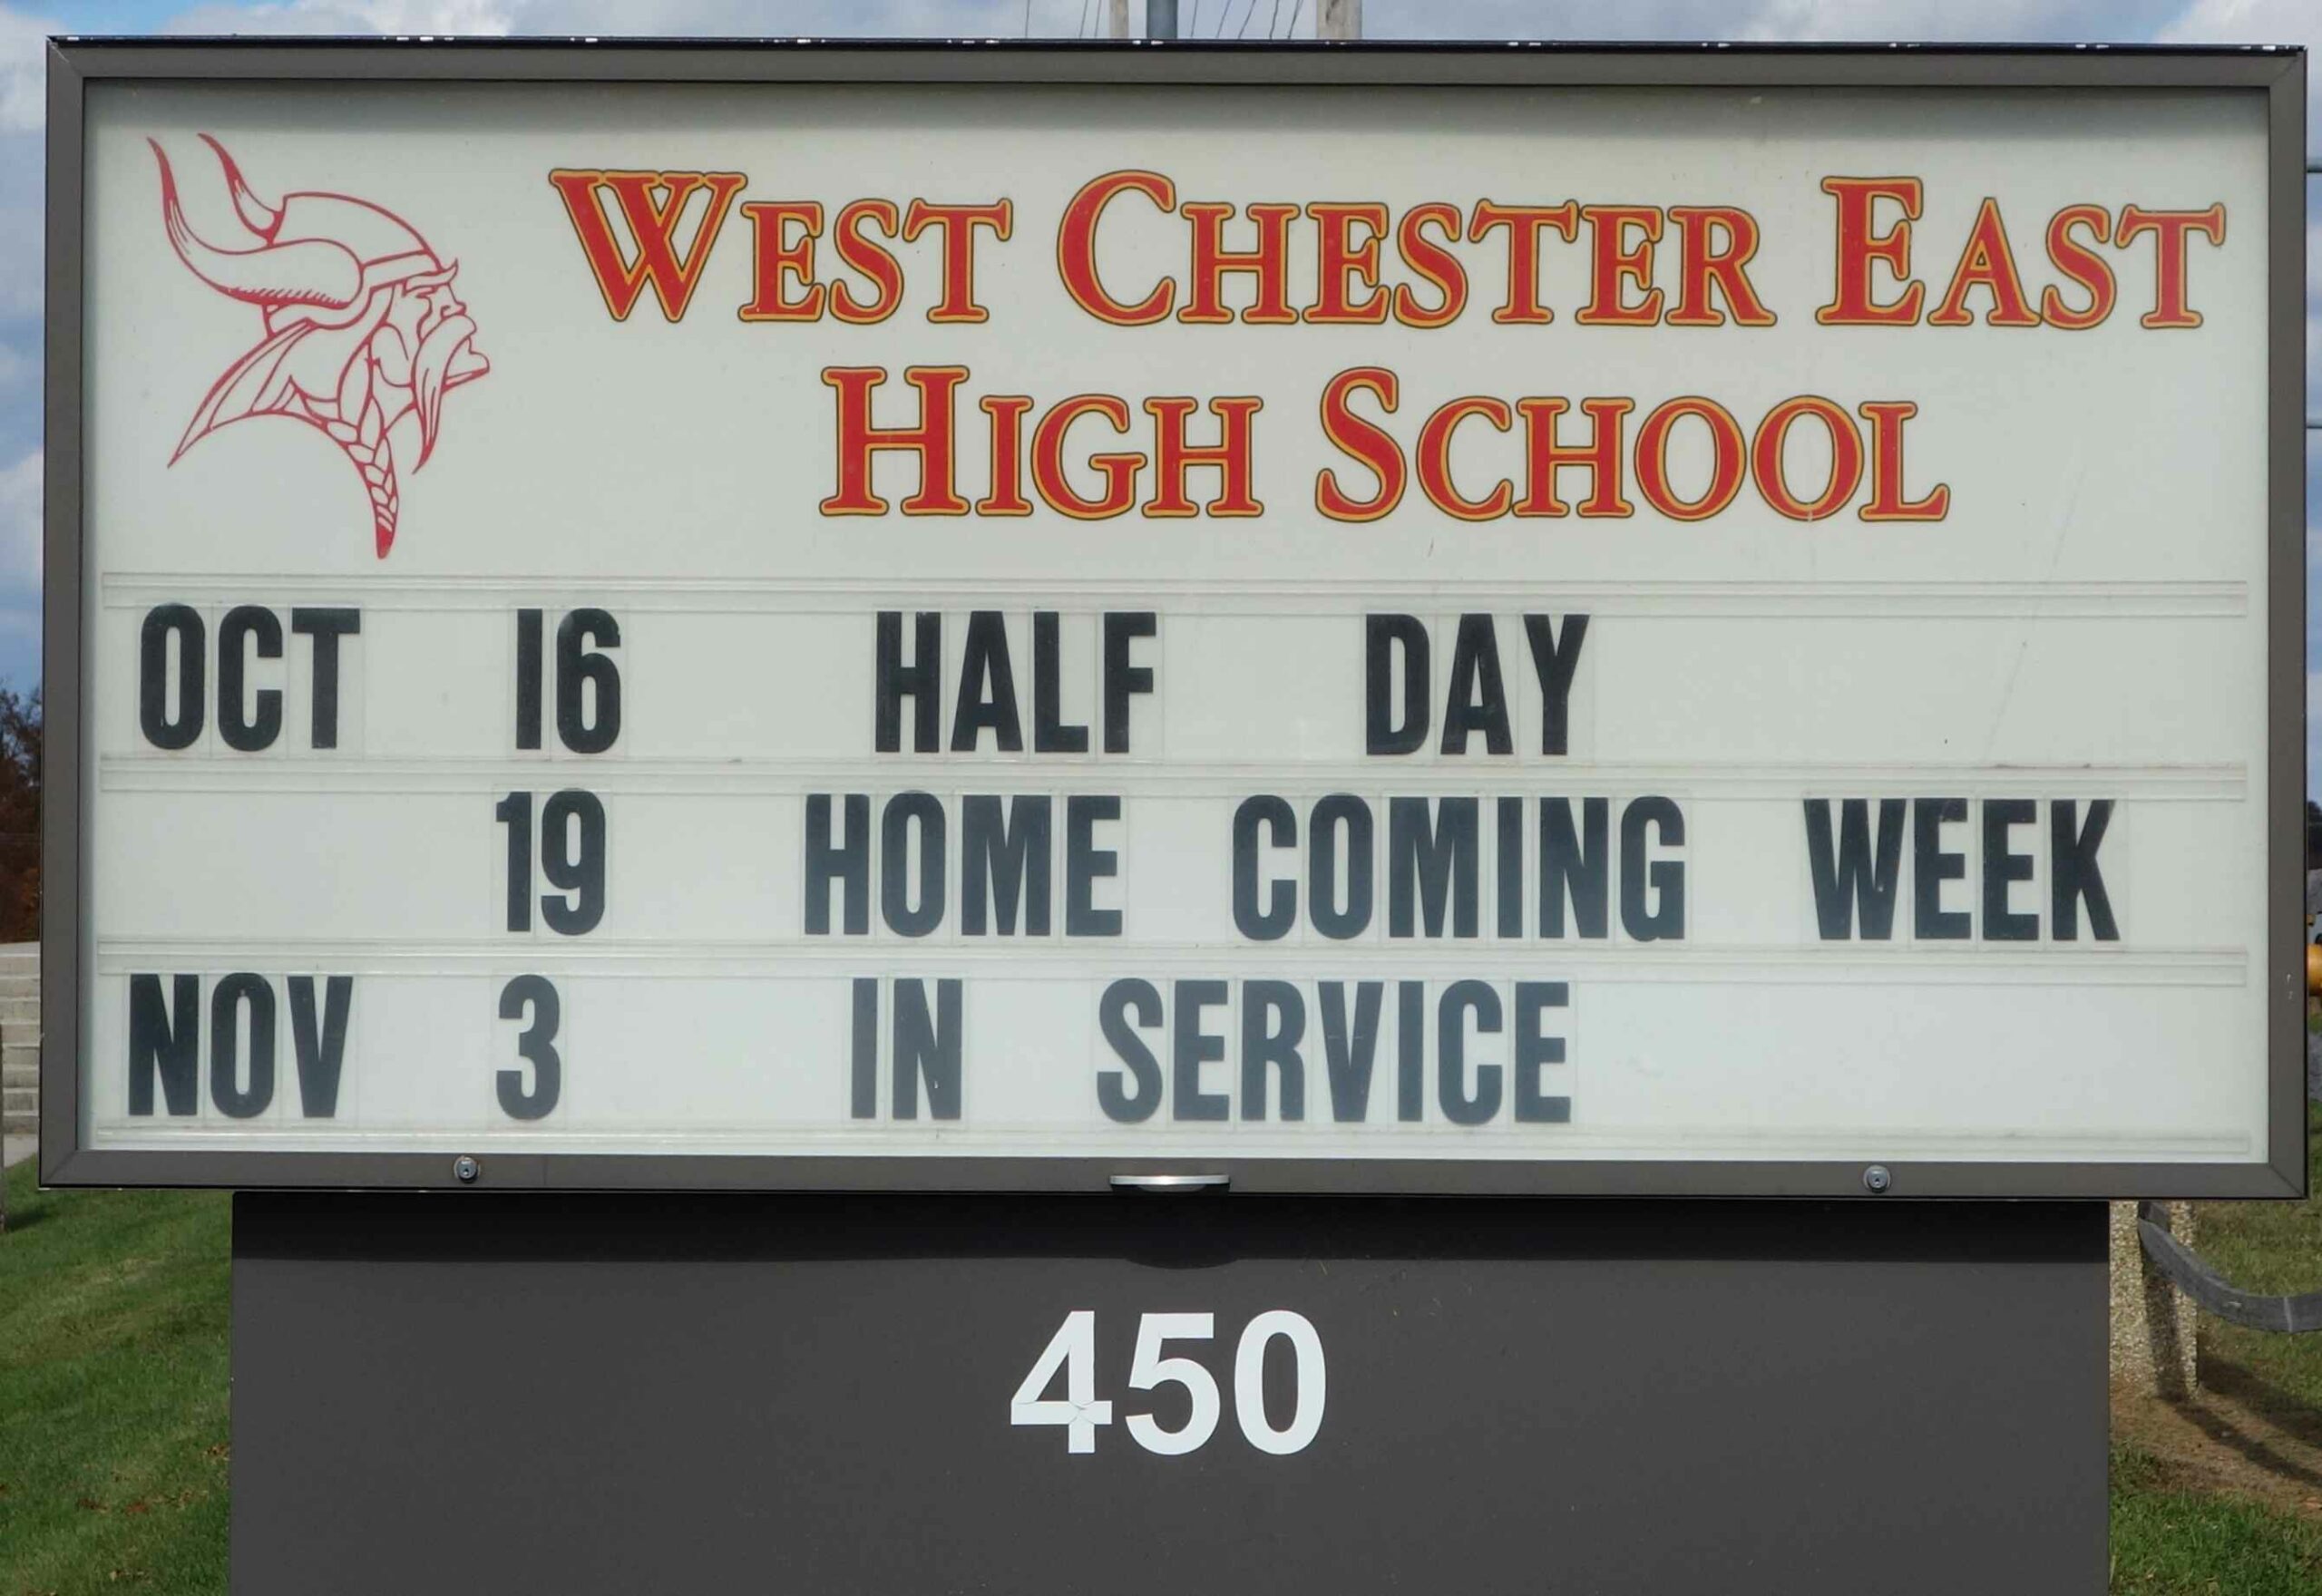 WEST CHESTER EAST
HIGH SCHOOL
OCT 16 HALF DAY
19 HOME COMING WEEK
NOV 3 IN SERVICE
450